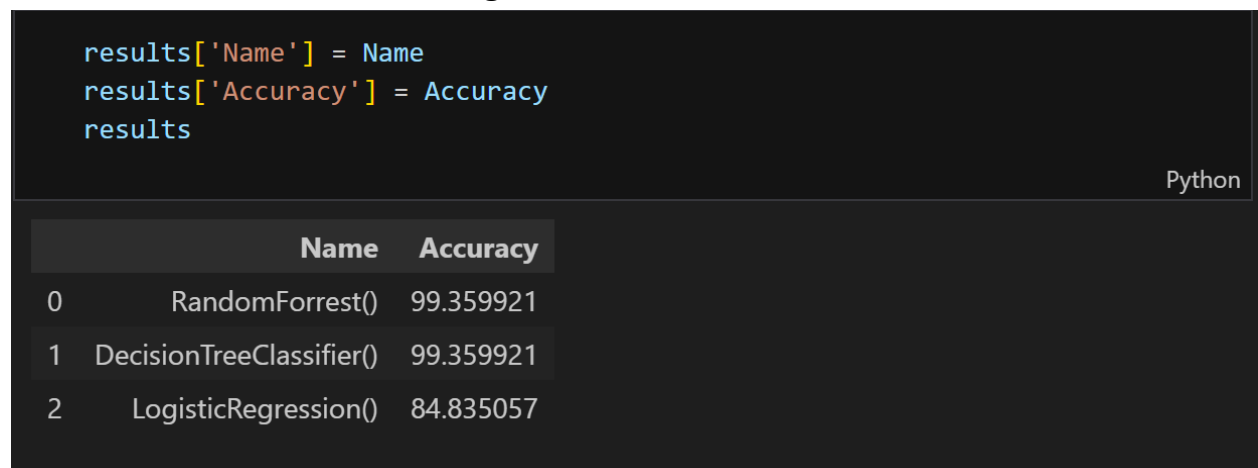 results['Name'] = Name
results['Accuracy'] = Accuracy
results
Python
Name Accuracy
0 RandomForrest() 99.359921
1 DecisionTreeClassifier() 99.359921
2 LogisticRegression() 84.835057